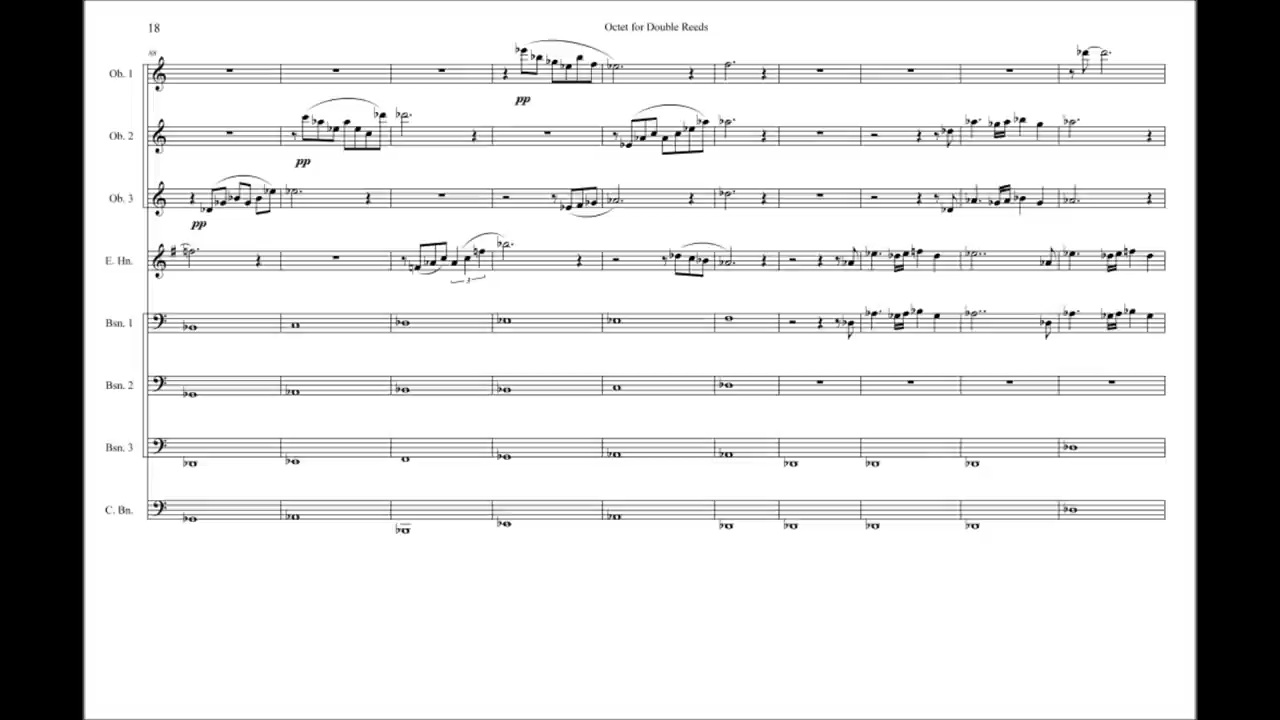 18
Octet for Double Reeds
Ob. 1
pp
Ob. 2
pp
Ob. 3
pp
E. Hn.
3
Bsn. 1
Bsn. 2
Bsn. 3
C. Bn.